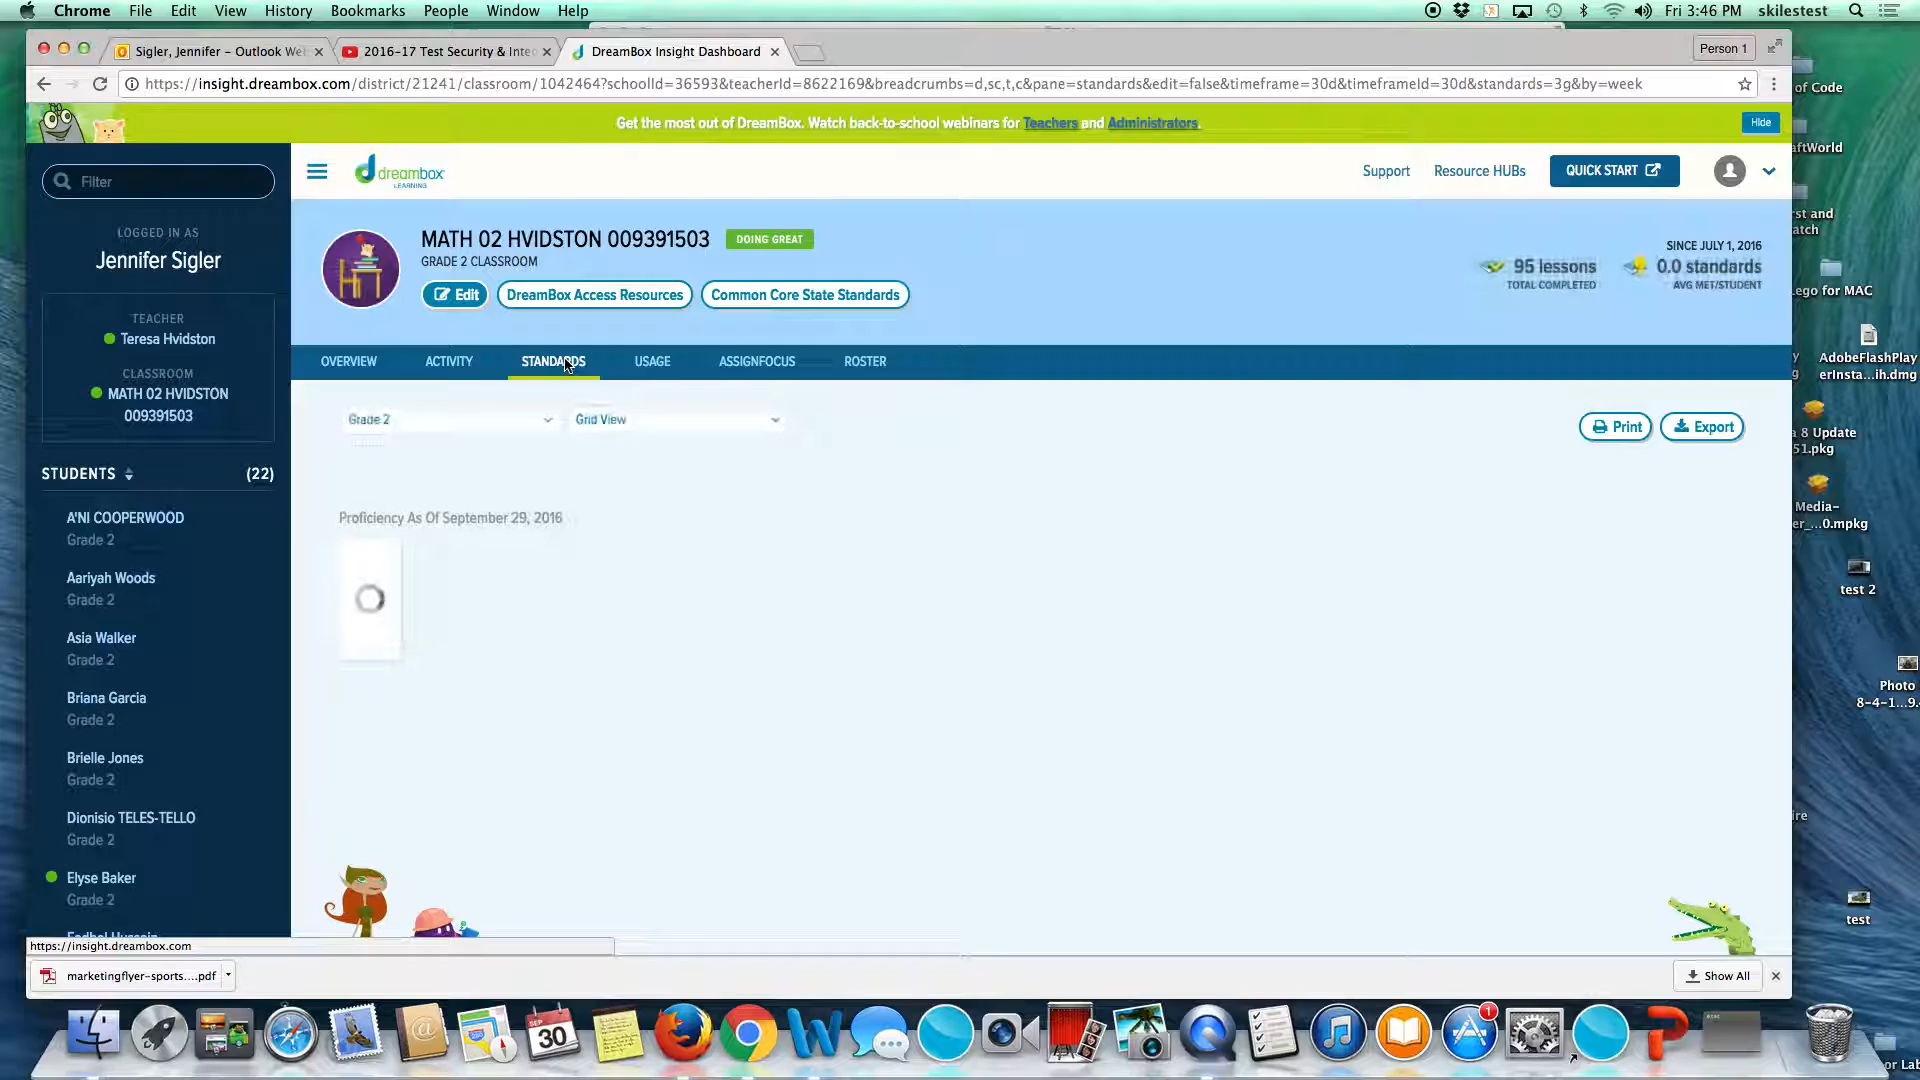 Chrome File Edit View History Bookmarks People Window Help
Fri 3:46 PM skilestest
Sigler, Jennifer – Outlook We
2016–17 Test Security & Inte
DreamBox Insight Dashboard
Person 1
https://insight.dreambox.com/district/21241/classroom/1042464?schoolId=36593&teacherId=8622169&breadcrumbs=d,sc,t,c&pane=standards&edit=false&timeframe=30d&timeframeId=30d&standards=3g&by=week
Get the most out of DreamBox. Watch back-to-school webinars for Teachers and Administrators.
Hide
Filter
LOGGED IN AS
Jennifer Sigler
TEACHER
Teresa Hvidston
CLASSROOM
MATH 02 HVIDSTON
009391503
STUDENTS (22)
A'NI COOPERWOOD
Grade 2
Aariyah Woods
Grade 2
Asia Walker
Grade 2
Briana Garcia
Grade 2
Brielle Jones
Grade 2
Dionisio TELES-TELLO
Grade 2
Elyse Baker
Grade 2
dreambox
LEARNING
Support Resource HUBs QUICK START
MATH 02 HVIDSTON 009391503 DOING GREAT
GRADE 2 CLASSROOM
Edit DreamBox Access Resources Common Core State Standards
SINCE JULY 1, 2016
95 lessons 0.0 standards
TOTAL COMPLETED AVG MET/STUDENT
OVERVIEW ACTIVITY STANDARDS USAGE ASSIGNFOCUS ROSTER
Grade 2 Grid View
Print Export
Proficiency As Of September 29, 2016
https://insight.dreambox.com
marketingflyer-sports....pdf
Show All
of Code
aftWorld
rst and
atch
ego for MAC
AdobeFlashPlay
erInsta...ih.dmg
a 8 Update
51.pkg
Media-
er_...0.mpkg
test 2
Photo
8-4-1...9.
ire
test
or Lab
SEP
30
1